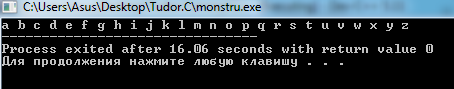 C:\Users\Asus\Desktop\Tudor.C\monstru.exe
a b c d e f g h i j k l m n o p q r s t u v w x y z
--------------------------------
Process exited after 16.06 seconds with return value 0
Для продолжения нажмите любую клавишу . . .